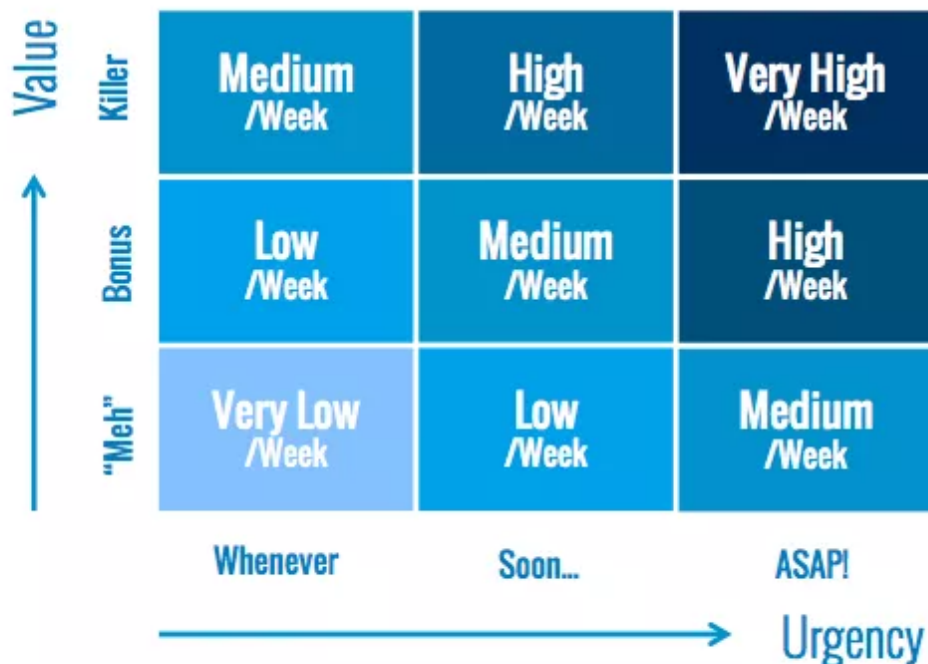 Value
Killer
Medium
/Week
High
/Week
Very High
/Week
Bonus
Low
/Week
Medium
/Week
High
/Week
“Meh”
Very Low
/Week
Low
/Week
Medium
/Week
Whenever
Soon...
ASAP!
Urgency